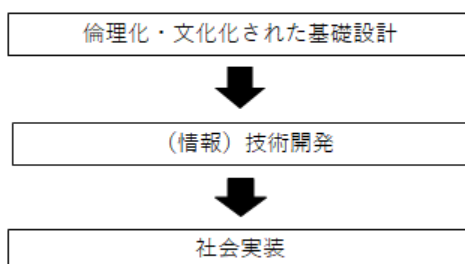 倫理化・文化化された基礎設計
（情報）技術開発
社会実装